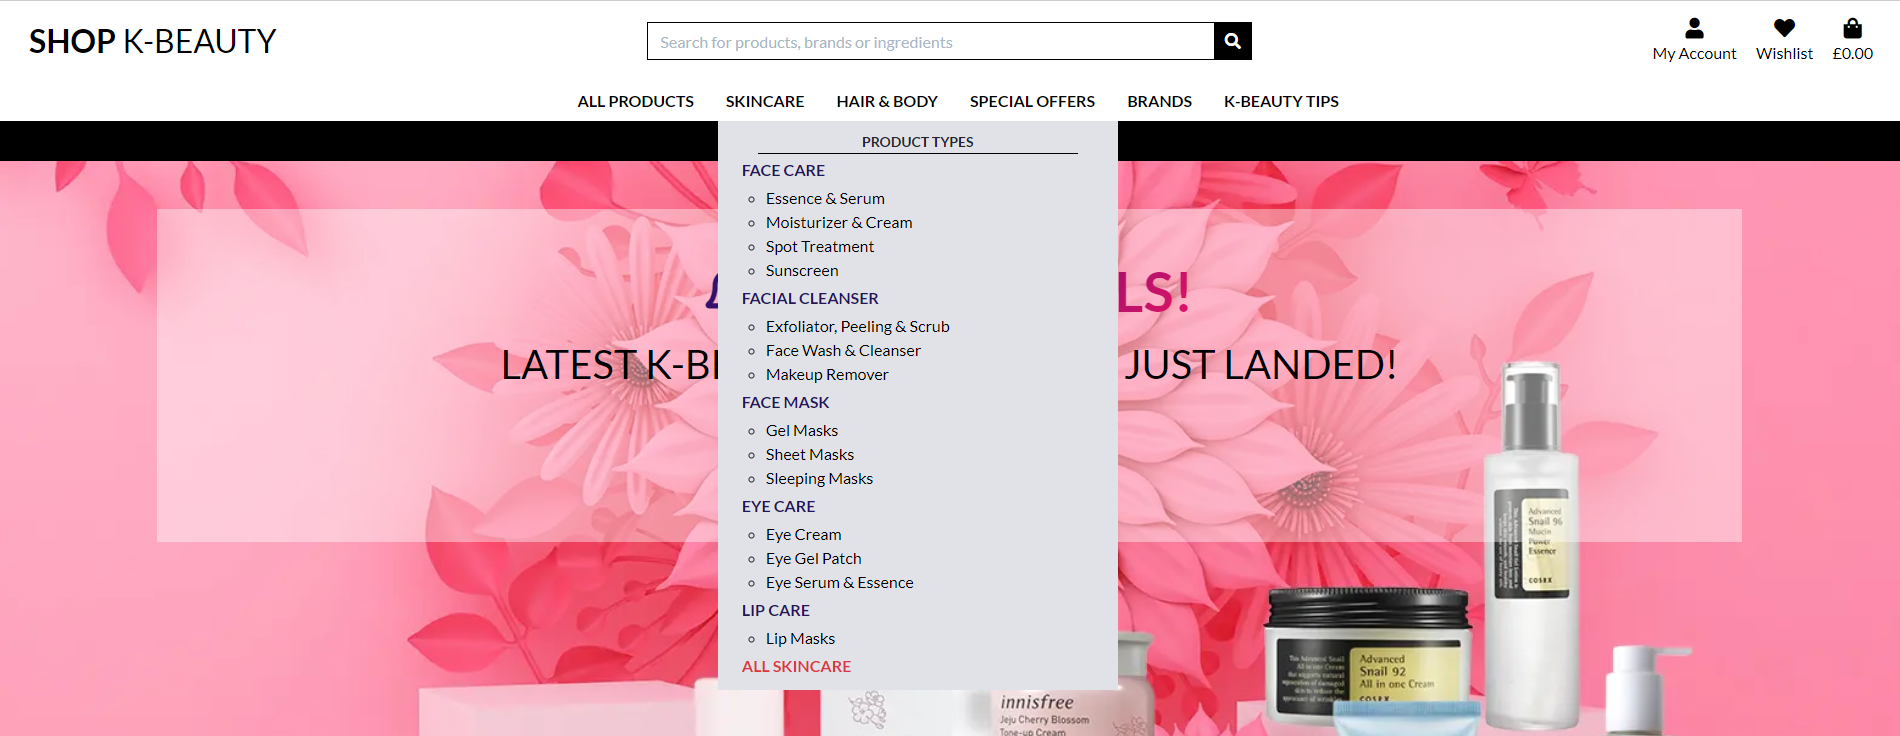 SHOP K-BEAUTY
Search for products, brands or ingredients
My Account
Wishlist
£0.00
ALL PRODUCTS SKINCARE HAIR & BODY SPECIAL OFFERS BRANDS K-BEAUTY TIPS
PRODUCT TYPES
FACE CARE
Essence & Serum
Moisturizer & Cream
Spot Treatment
Sunscreen
FACIAL CLEANSER
Exfoliator, Peeling & Scrub
Face Wash & Cleanser
Makeup Remover
FACE MASK
Gel Masks
Sheet Masks
Sleeping Masks
EYE CARE
Eye Cream
Eye Gel Patch
Eye Serum & Essence
LIP CARE
Lip Masks
ALL SKINCARE
LS!
LATEST K-BE JUST LANDED!
Advanced
Snail 96
Mucin
Power
Essence
COSRX
Advanced
Snail 92
All in one Cream
COSRX
innisfree
Jeju Cherry Blossom
Tone-up Cream